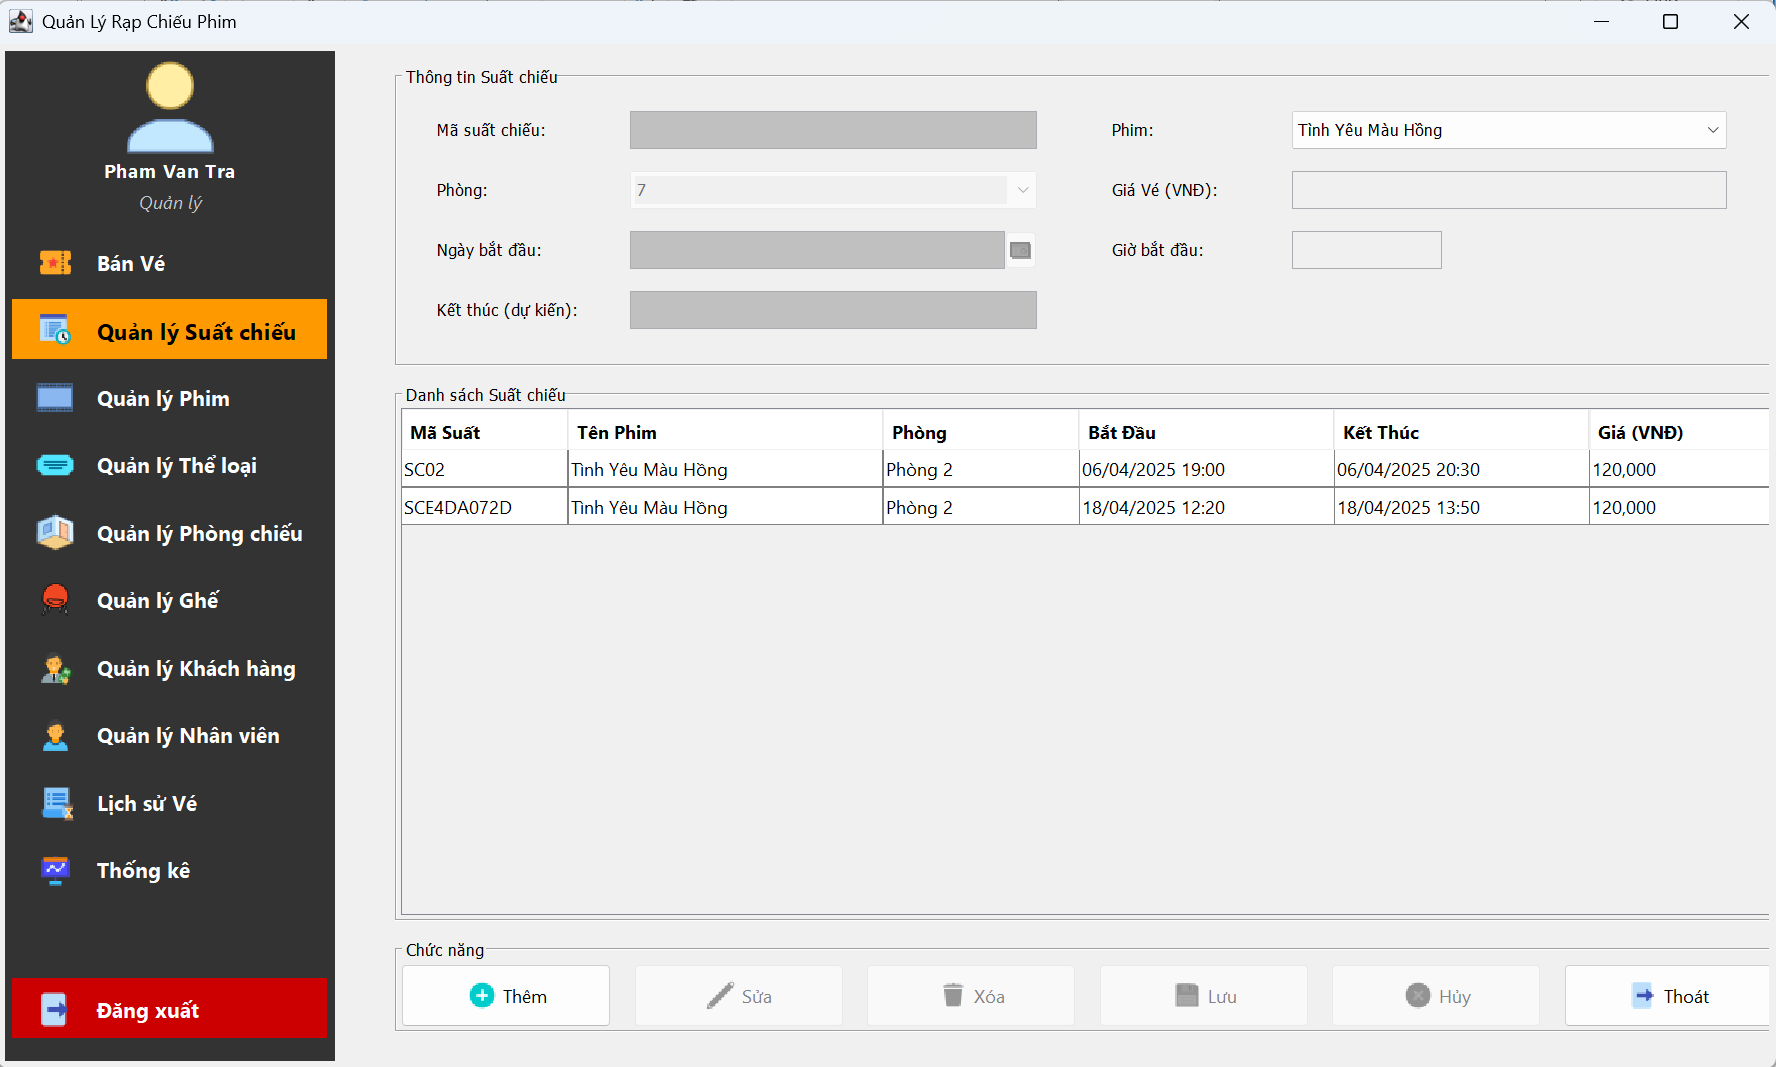 Quản Lý Rạp Chiếu Phim
Pham Van Tra
Quản lý
Bán Vé
Quản lý Suất chiếu
Quản lý Phim
Quản lý Thể loại
Quản lý Phòng chiếu
Quản lý Ghế
Quản lý Khách hàng
Quản lý Nhân viên
Lịch sử Vé
Thống kê
Đăng xuất
Thông tin Suất chiếu
Mã suất chiếu:
Phim: Tình Yêu Màu Hồng
Phòng: 7
Giá Vé (VNĐ):
Ngày bắt đầu:
Giờ bắt đầu:
Kết thúc (dự kiến):
Danh sách Suất chiếu
Mã Suất Tên Phim Phòng Bắt Đầu Kết Thúc Giá (VNĐ)
SC02 Tình Yêu Màu Hồng Phòng 2 06/04/2025 19:00 06/04/2025 20:30 120,000
SCE4DA072D Tình Yêu Màu Hồng Phòng 2 18/04/2025 12:20 18/04/2025 13:50 120,000
Chức năng
Thêm Sửa Xóa Lưu Hủy Thoát